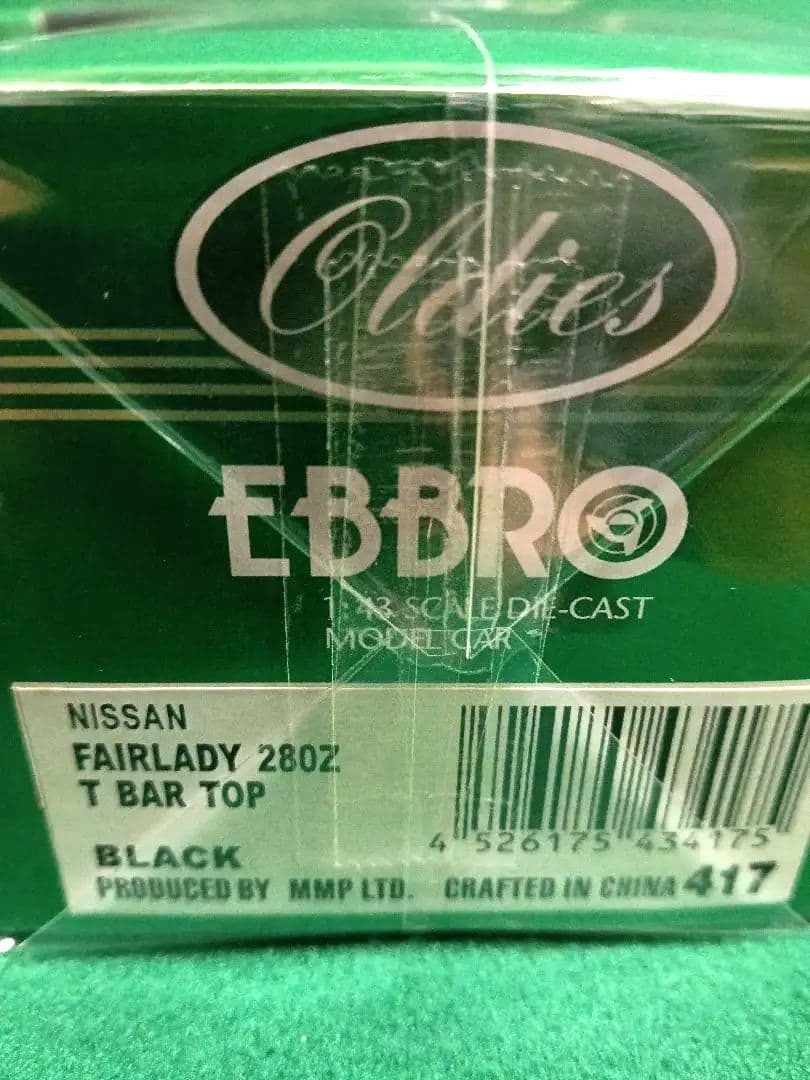 Oldies
EBBRO
1:43 SCALE DIE-CAST
MODEL CAR
NISSAN
FAIRLADY 280Z
T BAR TOP
BLACK
4 526175 434175
PRODUCED BY MMP LTD. CRAFTED IN CHINA 417